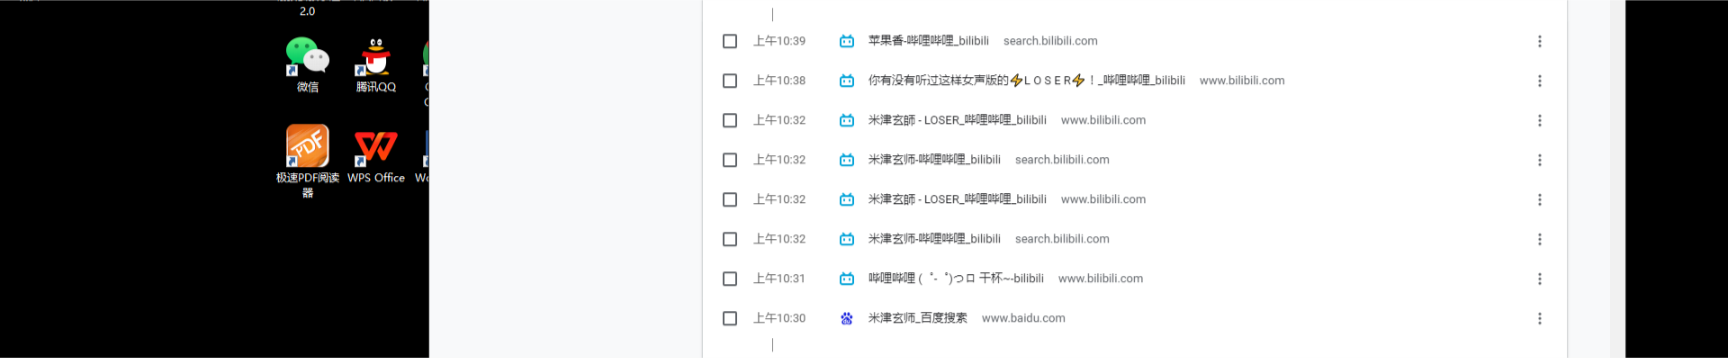 2.0
微信
腾讯QQ
极速PDF阅读
器
WPS Office
上午10:39 苹果香-哔哩哔哩_bilibili search.bilibili.com
上午10:38 你有没有听过这样女声版的⚡L O S E R⚡！_哔哩哔哩_bilibili www.bilibili.com
上午10:32 米津玄師 - LOSER_哔哩哔哩_bilibili www.bilibili.com
上午10:32 米津玄师-哔哩哔哩_bilibili search.bilibili.com
上午10:32 米津玄師 - LOSER_哔哩哔哩_bilibili www.bilibili.com
上午10:32 米津玄师-哔哩哔哩_bilibili search.bilibili.com
上午10:31 哔哩哔哩 (゜-゜)つロ 干杯~-bilibili www.bilibili.com
上午10:30 米津玄师_百度搜索 www.baidu.com